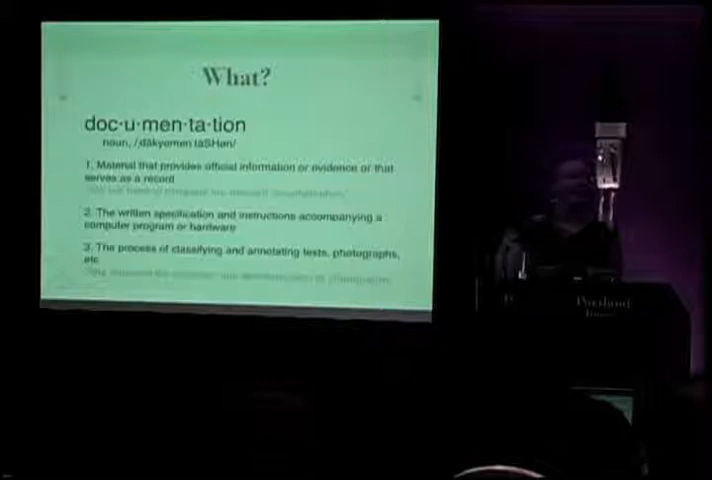 What?
doc·u·men·ta·tion
noun, /ˌdäkyəmənˈtāSHən/
1. Material that provides official information or evidence or that
serves as a record
2. The written specification and instructions accompanying a
computer program or hardware
3. The process of classifying and annotating texts, photographs,
etc
Portland